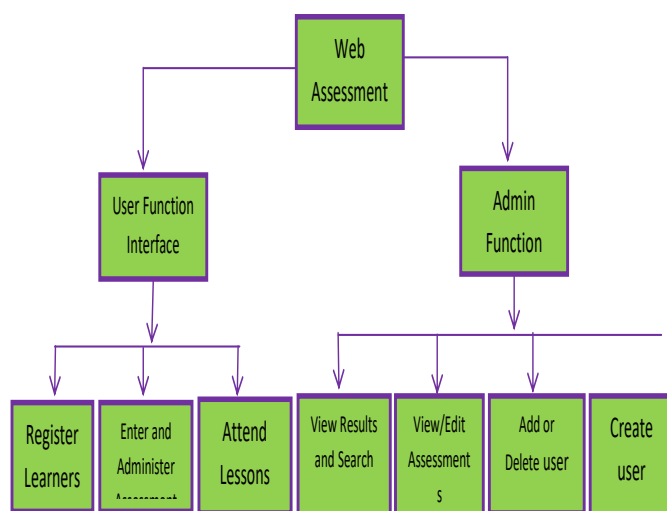 Web
Assessment
User Function
Interface
Admin
Function
Register
Learners
Enter and
Administer
Attend
Lessons
View Results
and Search
View/Edit
Assessment
s
Add or
Delete user
Create
user